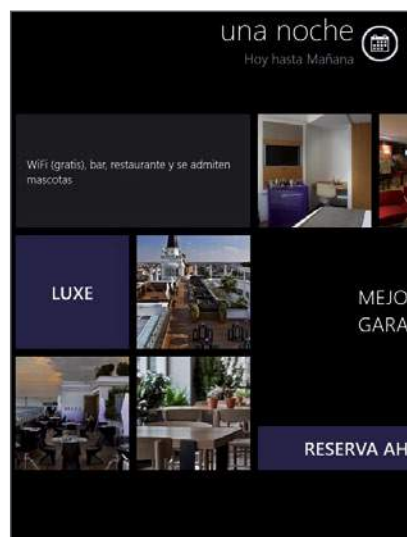 una noche
Hoy hasta Mañana
WiFi (gratis), bar, restaurante y se admiten
mascotas
LUXE
MEJO
GARA
RESERVA AH